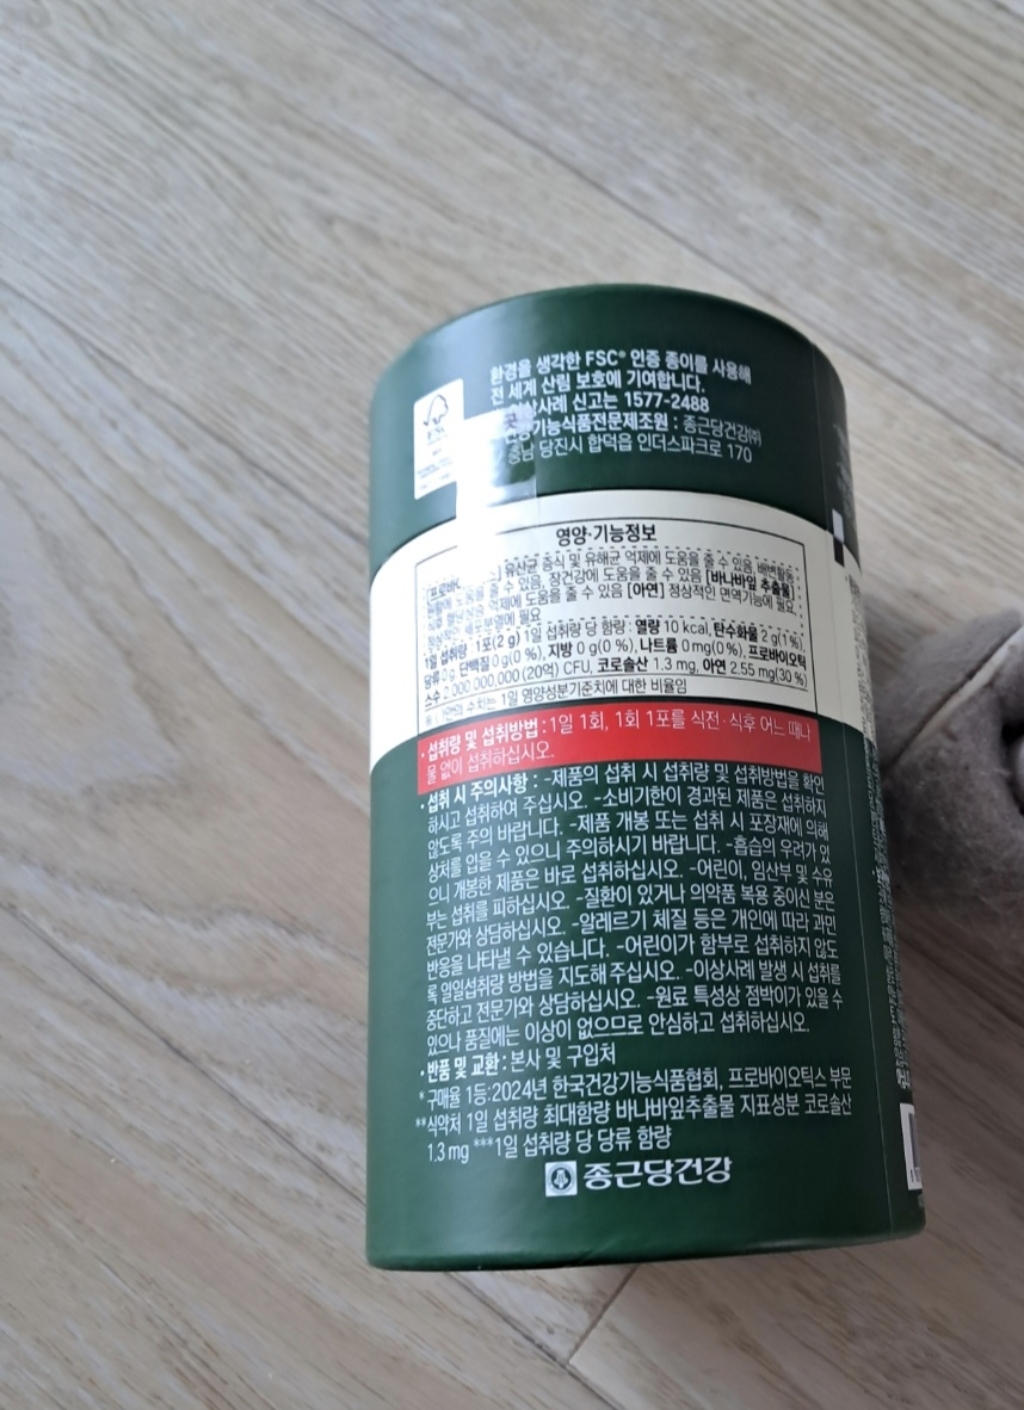 환경을 생각한 FSC® 인증 종이를 사용해
전 세계 산림 보호에 기여합니다.
이상사례 신고는 1577-2488
기능식품전문제조원 : 종근당건강㈜
충남 당진시 합덕읍 인더스파크로 170
FSC
영양·기능정보
유산균 증식 및 유해균 억제에 도움을 줄 수 있음, 배변활동
도움을 줄 수 있음, 장건강에 도움을 줄 수 있음 [바나바잎 추출물]
억제에 도움을 줄 수 있음 [아연] 정상적인 면역기능에 필요,
정상적인 세포분열에 필요
1일 섭취량 : 1포(2 g) 1일 섭취량 당 함량 : 열량 10 kcal, 탄수화물 2 g(1%),
당류 0 g, 단백질 0 g(0 %), 지방 0 g(0 %), 나트륨 0 mg(0%), 프로바이오틱
스수 2,000,000,000 (20억) CFU, 코로솔산 1.3 mg, 아연 2.55 mg(30 %)
수치는 1일 영양성분기준치에 대한 비율임
· 섭취량 및 섭취방법 : 1일 1회, 1회 1포를 식전 · 식후 어느 때나
물 없이 섭취하십시오.
· 섭취 시 주의사항 : -제품의 섭취 시 섭취량 및 섭취방법을 확인
하시고 섭취하여 주십시오. -소비기한이 경과된 제품은 섭취하지
않도록 주의 바랍니다. -제품 개봉 또는 섭취 시 포장재에 의해
상처를 입을 수 있으니 주의하시기 바랍니다. -흡습의 우려가 있
으니 개봉한 제품은 바로 섭취하십시오. -어린이, 임산부 및 수유
부는 섭취를 피하십시오. -질환이 있거나 의약품 복용 중이신 분은
전문가와 상담하십시오. -알레르기 체질 등은 개인에 따라 과민
반응을 나타낼 수 있습니다. -어린이가 함부로 섭취하지 않도
록 일일섭취량 방법을 지도해 주십시오. -이상사례 발생 시 섭취를
중단하고 전문가와 상담하십시오. -원료 특성상 점박이가 있을 수
있으나 품질에는 이상이 없으므로 안심하고 섭취하십시오.
· 반품 및 교환 : 본사 및 구입처
* 구매율 1등:2024년 한국건강기능식품협회, 프로바이오틱스 부문
**식약처 1일 섭취량 최대함량 바나바잎추출물 지표성분 코로솔산
1.3 mg ***1일 섭취량 당 당류 함량
종근당건강